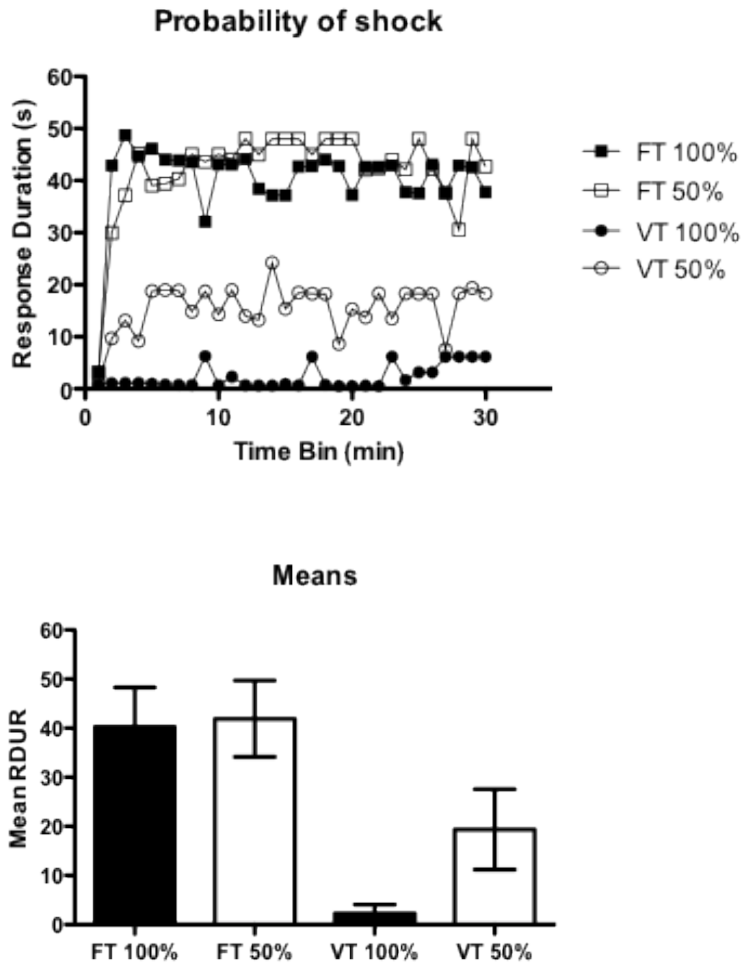 Probability of shock
60
50
40
30
20
10
0
Response Duration (s)
0 10 20 30
Time Bin (min)
FT 100%
FT 50%
VT 100%
VT 50%
Means
60
50
40
30
20
10
0
Mean RDUR
FT 100% FT 50% VT 100% VT 50%